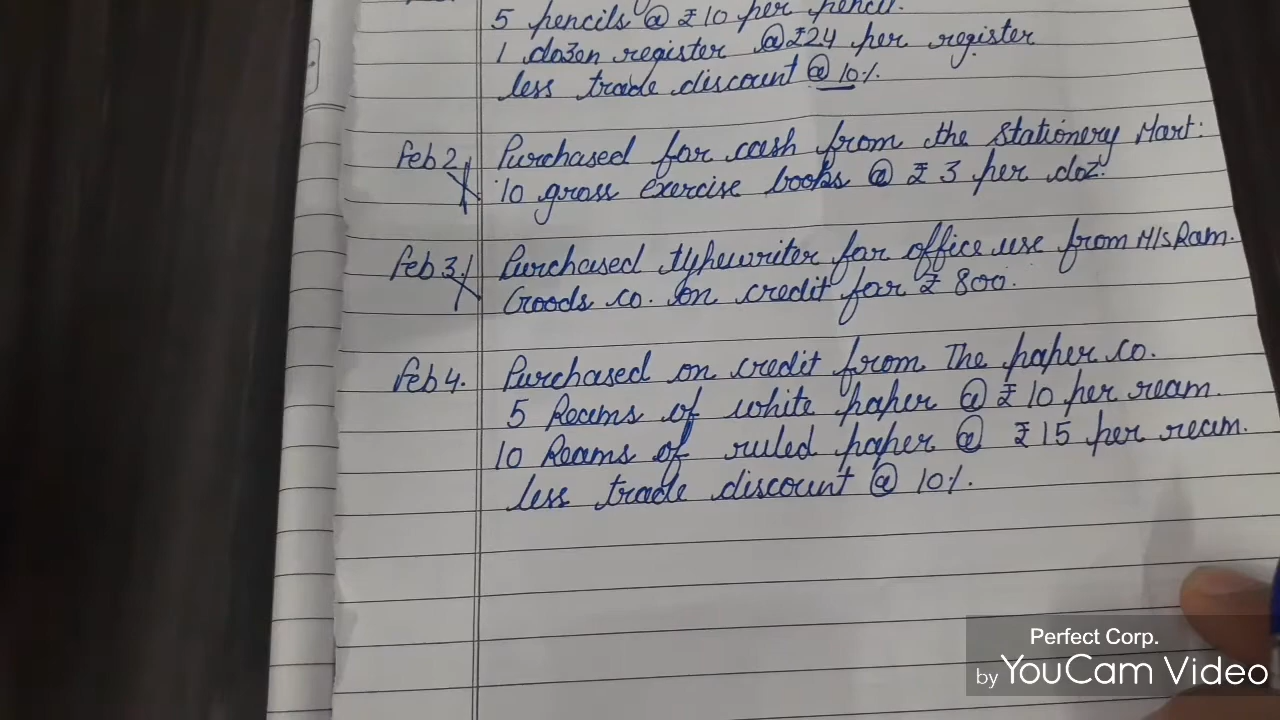 5 pencils @ ₹10 per pencil.
1 dozen register @ ₹24 per register
less trade discount @ 10%.
Feb 2, Purchased for cash from the Stationery Mart:
10 gross exercise books @ ₹ 3 per doz.
Feb 3, Purchased typewriter for office use from M/s Ram.
Goods co. on credit for ₹ 800.
Feb 4. Purchased on credit from The paper co.
5 Reams of white paper @ ₹10 per ream.
10 Reams of ruled paper @ ₹15 per ream.
less trade discount @ 10%.
Perfect Corp.
by YouCam Video